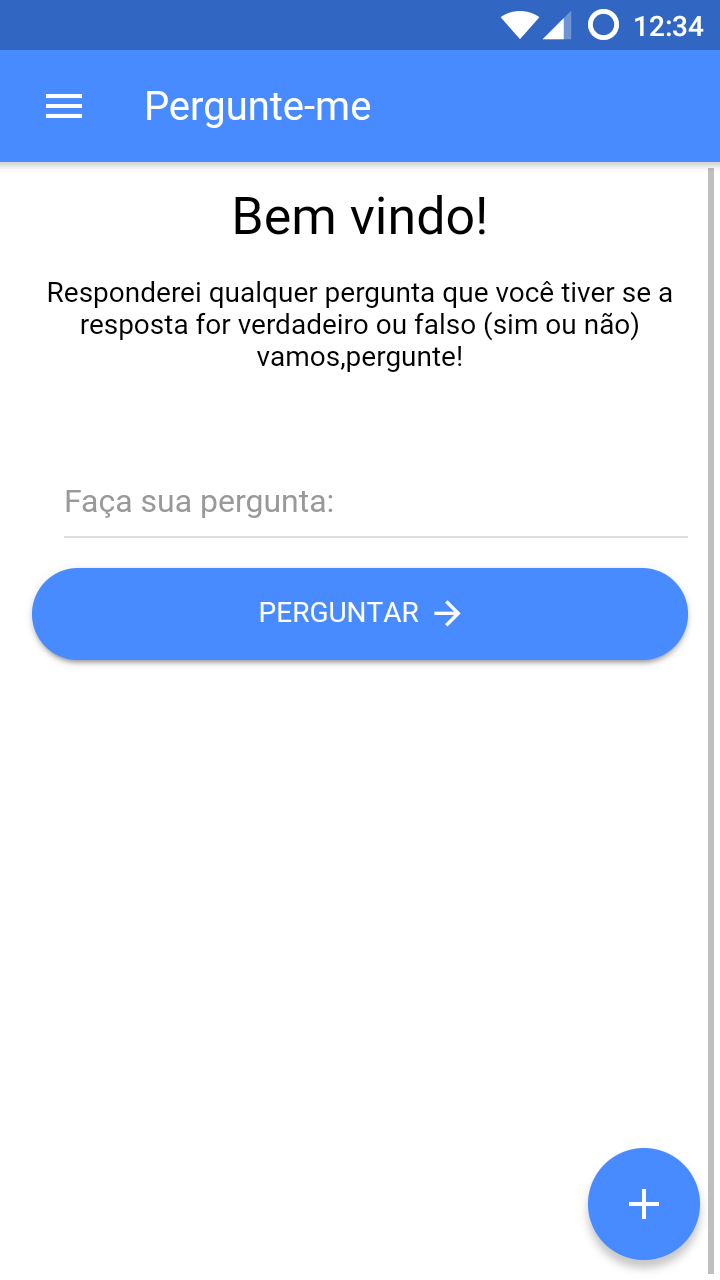 12:34
Pergunte-me
Bem vindo!
Responderei qualquer pergunta que você tiver se a
resposta for verdadeiro ou falso (sim ou não)
vamos,pergunte!
Faça sua pergunta:
PERGUNTAR